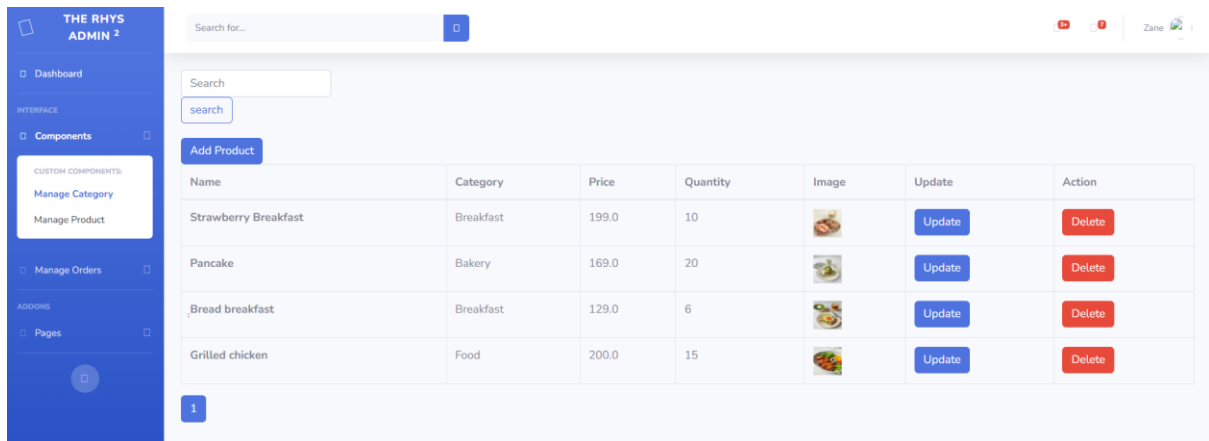 THE RHYS
ADMIN 2
Search for...
3+
7
Zane
Dashboard
INTERFACE
Components
CUSTOM COMPONENTS:
Manage Category
Manage Product
Manage Orders
ADDONS
Pages
Search
search
Add Product
Name Category Price Quantity Image Update Action
Strawberry Breakfast Breakfast 199.0 10 Update Delete
Pancake Bakery 169.0 20 Update Delete
Bread breakfast Breakfast 129.0 6 Update Delete
Grilled chicken Food 200.0 15 Update Delete
1